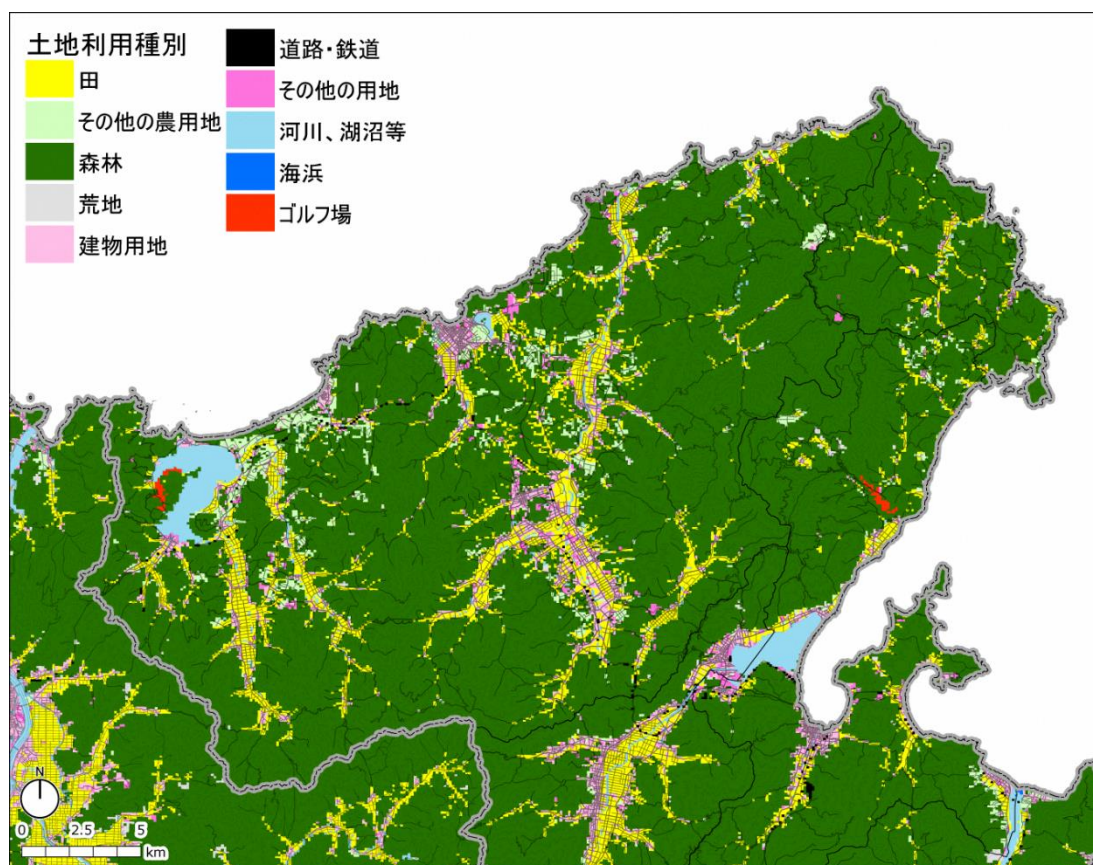 土地利用種別
田
その他の農用地
森林
荒地
建物用地
道路・鉄道
その他の用地
河川、湖沼等
海浜
ゴルフ場
N
0 2.5 5
km